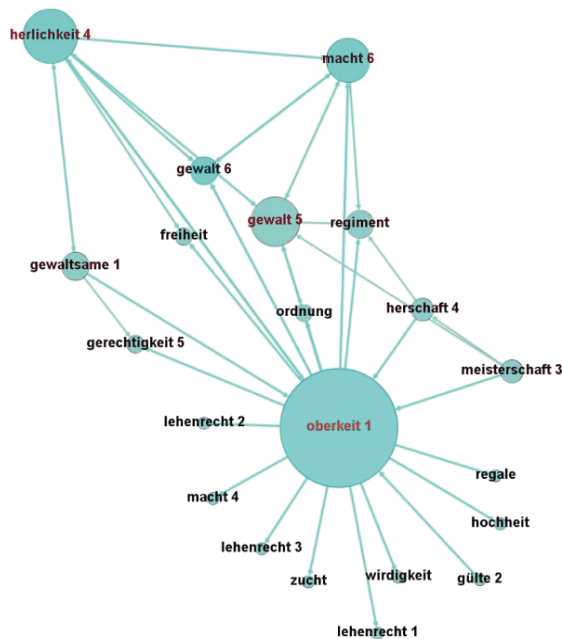 herlichkeit 4
macht 6
gewalt 6
gewalt 5
regiment
freiheit
gewaltsame 1
ordnung
herschaft 4
gerechtigkeit 5
meisterschaft 3
lehenrecht 2
oberkeit 1
regale
macht 4
hochheit
lehenrecht 3
wirdigkeit
gülte 2
zucht
lehenrecht 1